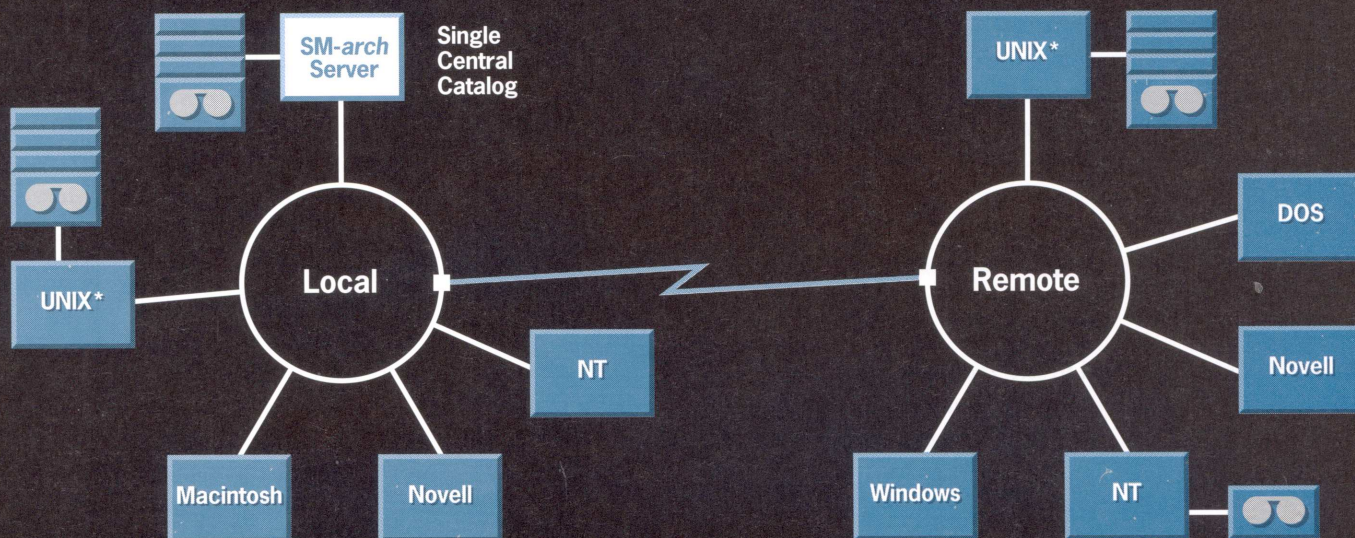 SM-arch
Server
Single
Central
Catalog
UNIX*
UNIX*
Local
Remote
DOS
NT
Novell
Macintosh
Novell
Windows
NT